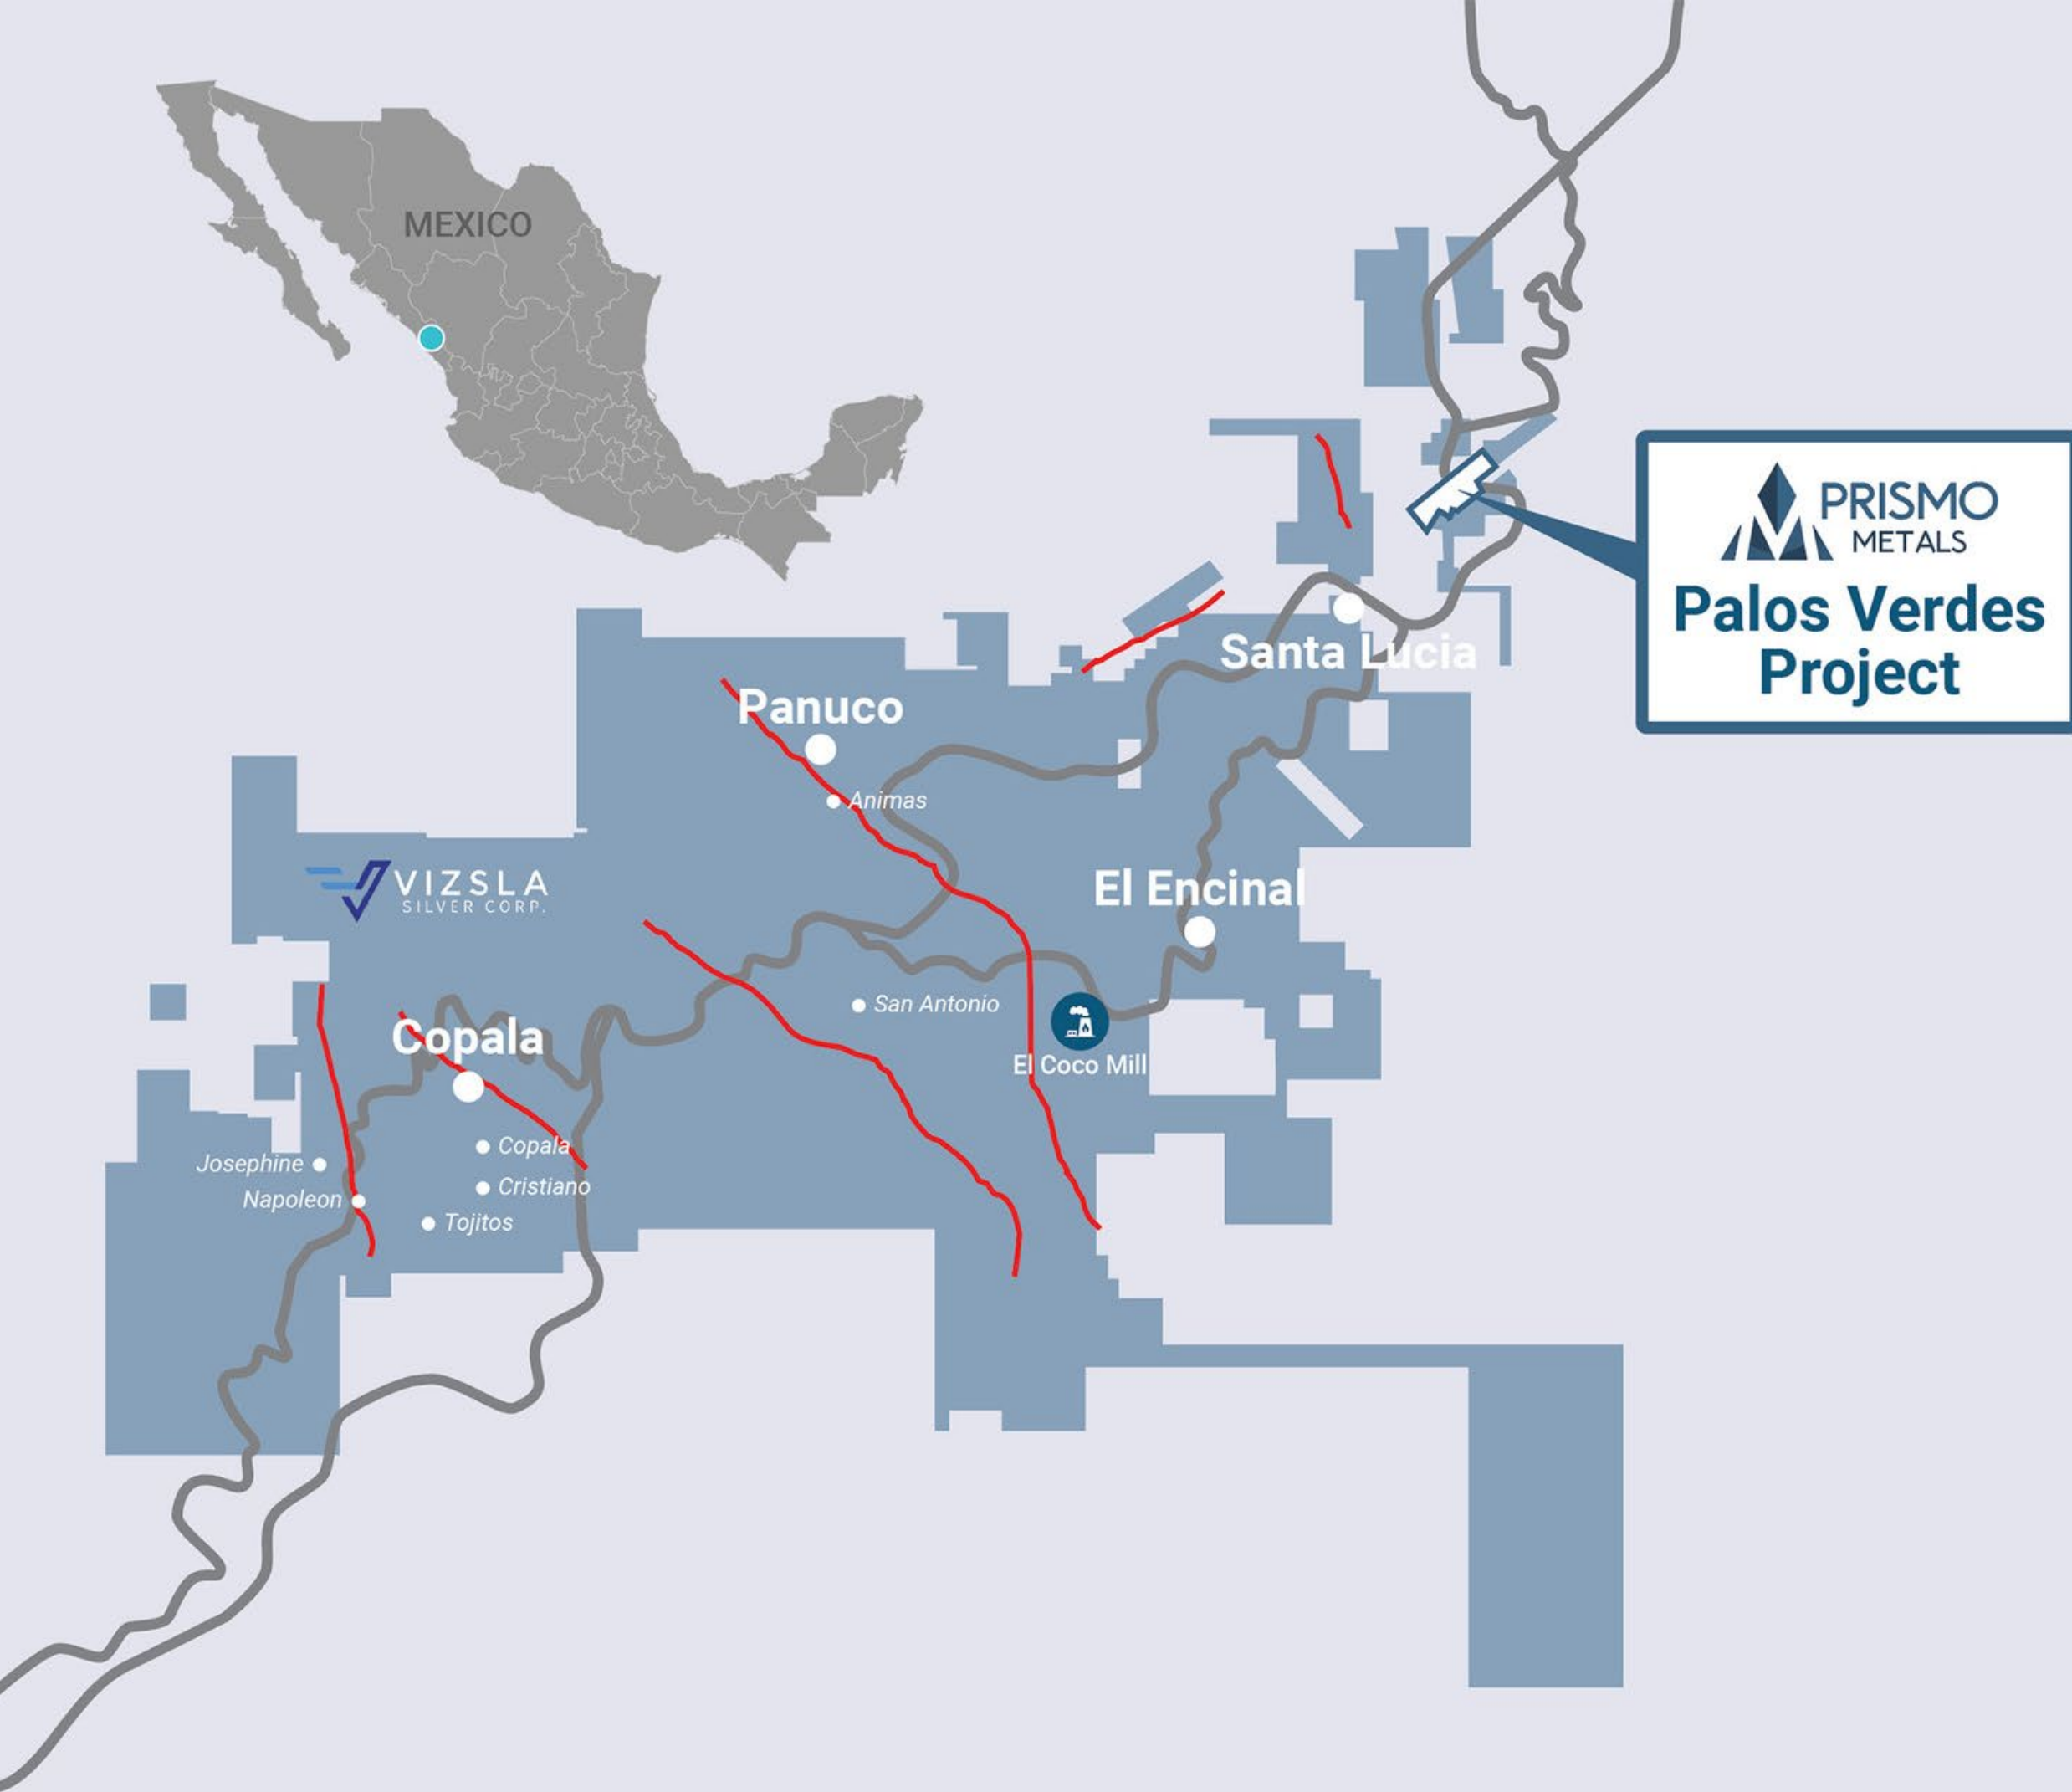 MEXICO
PRISMO
METALS
Palos Verdes
Project
Santa Lucia
Panuco
Animas
VIZSLA
SILVER CORP.
El Encinal
San Antonio
Copala
El Coco Mill
Copala
Josephine
Cristiano
Napoleon
Tojitos